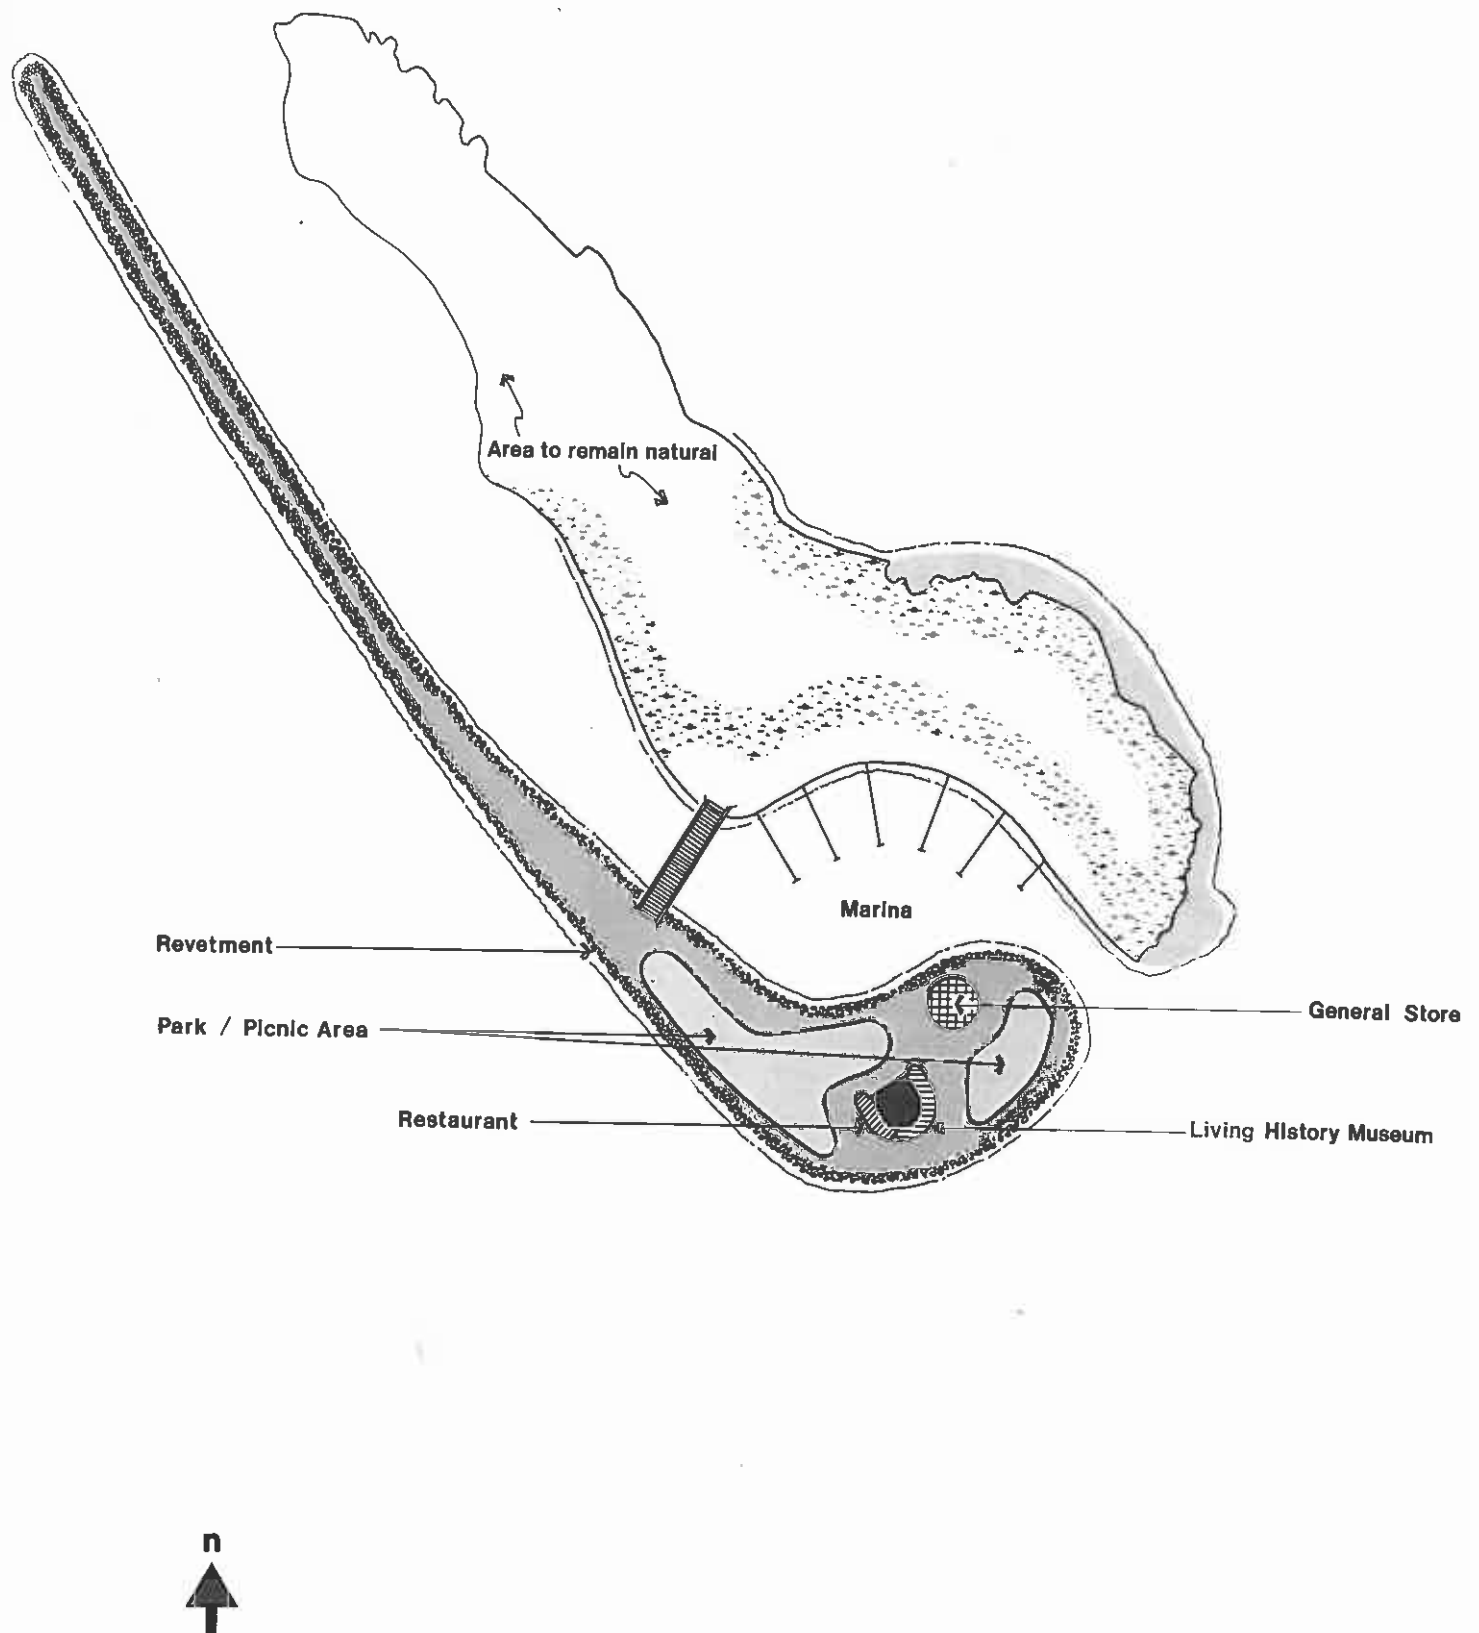 Area to remain natural
Marina
Revetment
General Store
Park / Picnic Area
Restaurant
Living History Museum
n